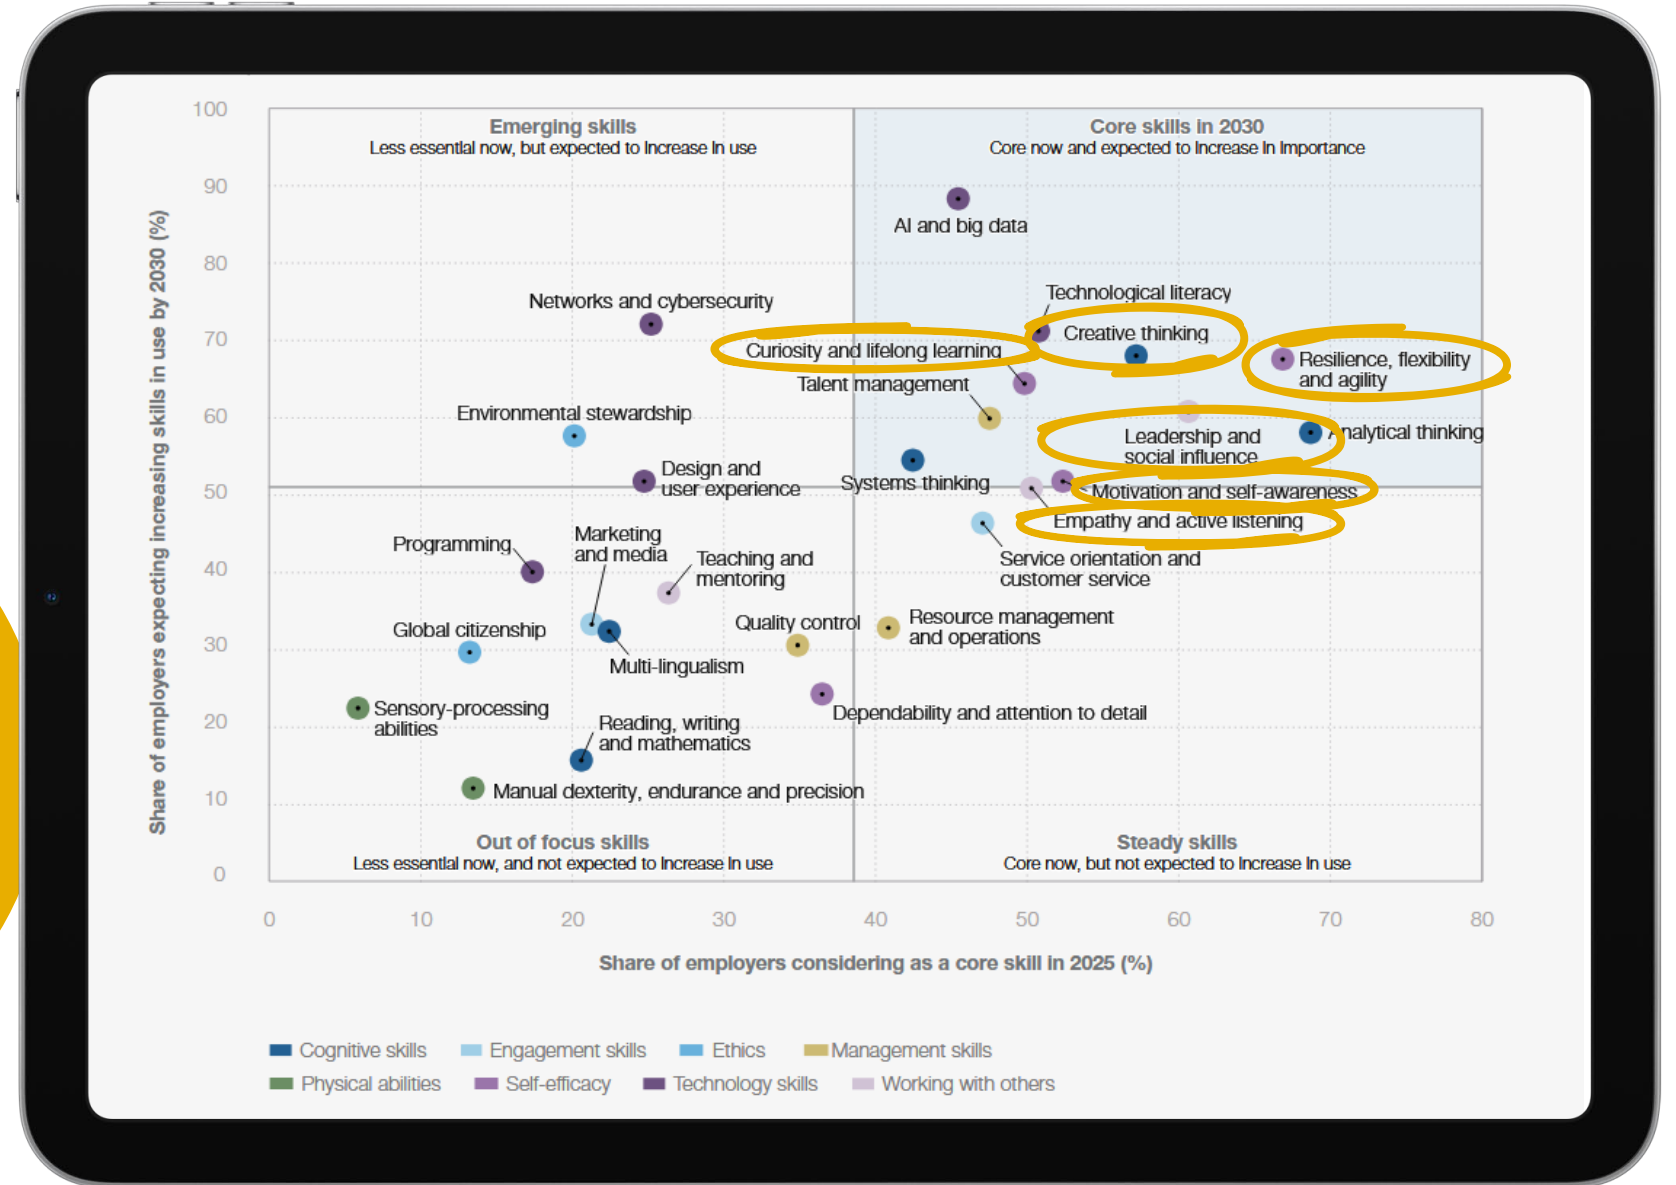 100
90
80
70
60
50
40
30
20
10
0
Share of employers expecting increasing skills in use by 2030 (%)
Emerging skills
Less essential now, but expected to increase in use
Core skills in 2030
Core now and expected to increase in importance
AI and big data
Networks and cybersecurity
Technological literacy
Creative thinking
Curiosity and lifelong learning
Resilience, flexibility
and agility
Talent management
Environmental stewardship
Leadership and
social influence
Analytical thinking
Design and
user experience
Systems thinking
Motivation and self-awareness
Empathy and active listening
Programming
Marketing
and media
Teaching and
mentoring
Service orientation and
customer service
Global citizenship
Multi-lingualism
Quality control
Resource management
and operations
Sensory-processing
abilities
Reading, writing
and mathematics
Dependability and attention to detail
Manual dexterity, endurance and precision
Out of focus skills
Less essential now, and not expected to increase in use
Steady skills
Core now, but not expected to increase in use
0 10 20 30 40 50 60 70 80
Share of employers considering as a core skill in 2025 (%)
Cognitive skills Engagement skills Ethics Management skills
Physical abilities Self-efficacy Technology skills Working with others